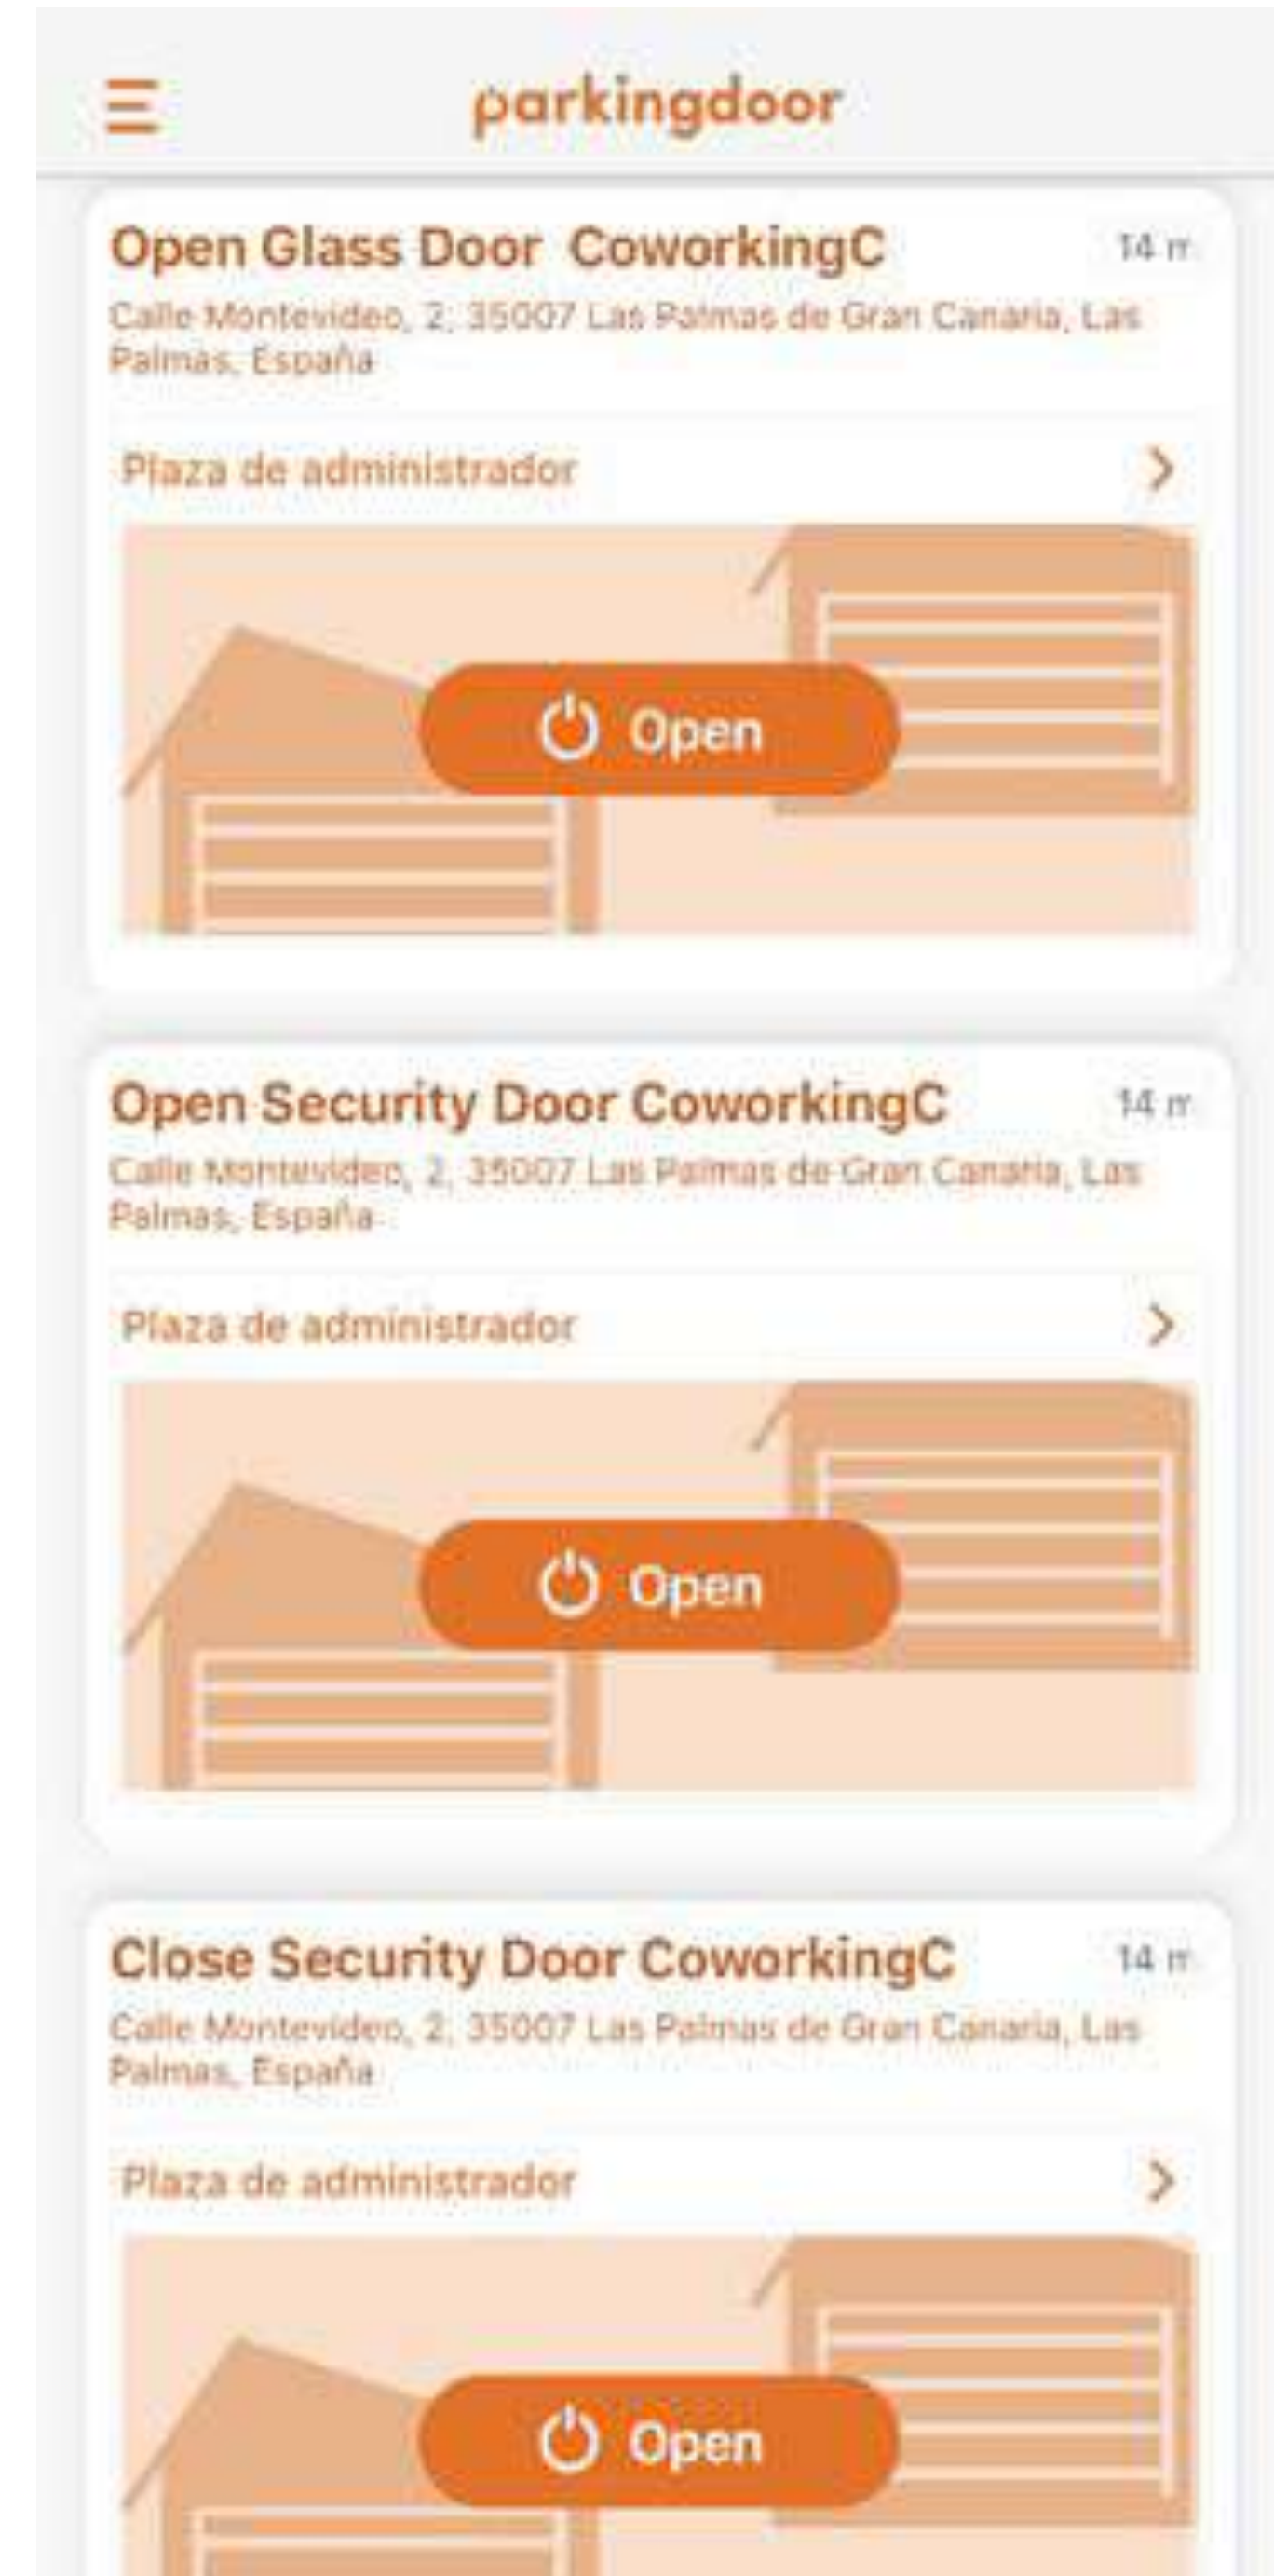 parkingdoor
Open Glass Door CoworkingC
14 m
Calle Montevideo, 2, 35007 Las Palmas de Gran Canaria, Las
Palmas, España
Plaza de administrador
Open
Open Security Door CoworkingC
14 m
Calle Montevideo, 2, 35007 Las Palmas de Gran Canaria, Las
Palmas, España
Plaza de administrador
Open
Close Security Door CoworkingC
14 m
Calle Montevideo, 2, 35007 Las Palmas de Gran Canaria, Las
Palmas, España
Plaza de administrador
Open